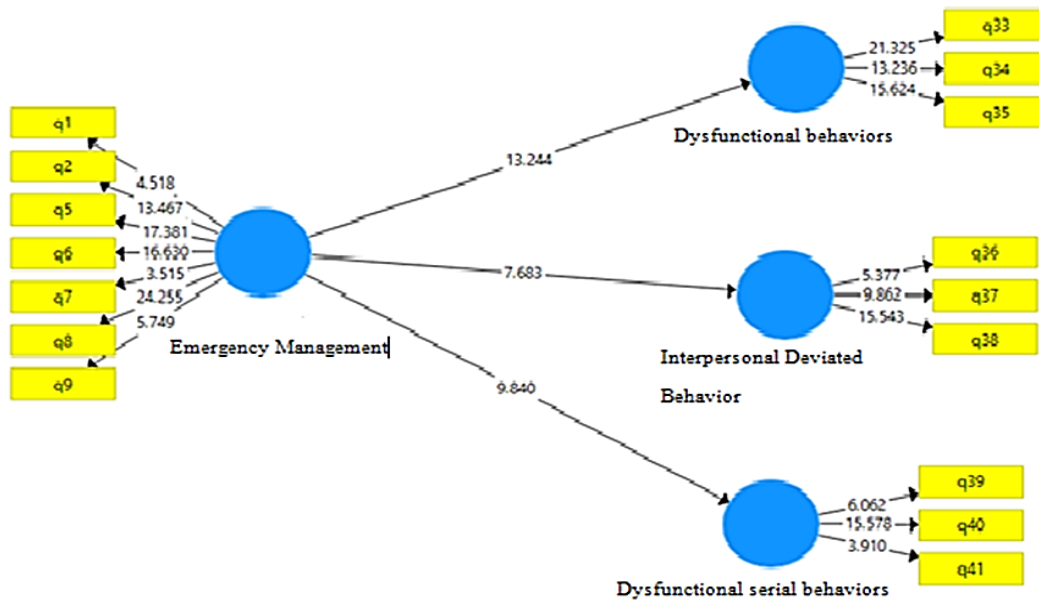 q1
q2
q5
q6
q7
q8
q9
4.518
13.467
17.381
16.630
3.515
24.255
5.749
Emergency Management
13.244
7.683
9.840
Dysfunctional behaviors
21.325
13.236
15.624
q33
q34
q35
Interpersonal Deviated
Behavior
5.377
9.862
15.543
q36
q37
q38
Dysfunctional serial behaviors
6.062
15.578
3.910
q39
q40
q41